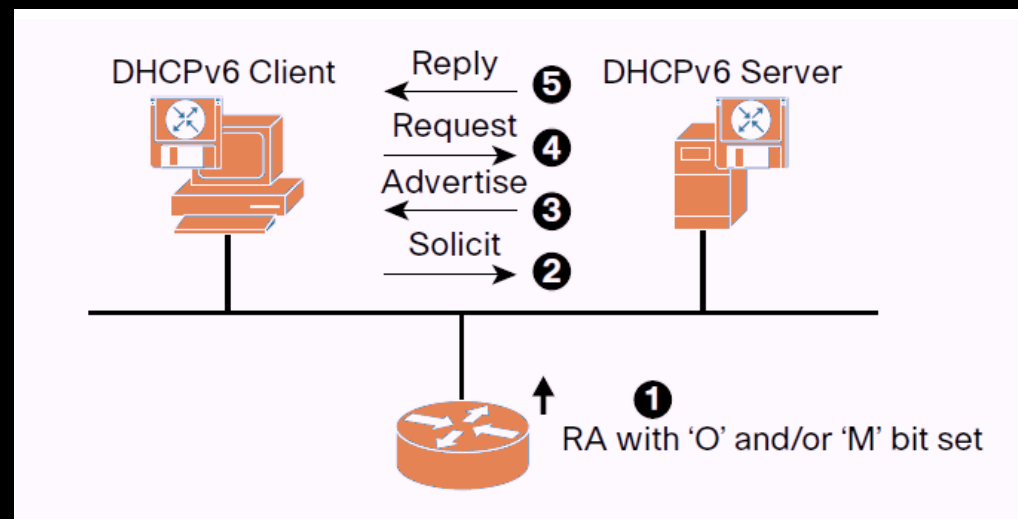 DHCPv6 Client
Reply
5
DHCPv6 Server
Request
4
Advertise
3
Solicit
2
1
RA with ‘O’ and/or ‘M’ bit set